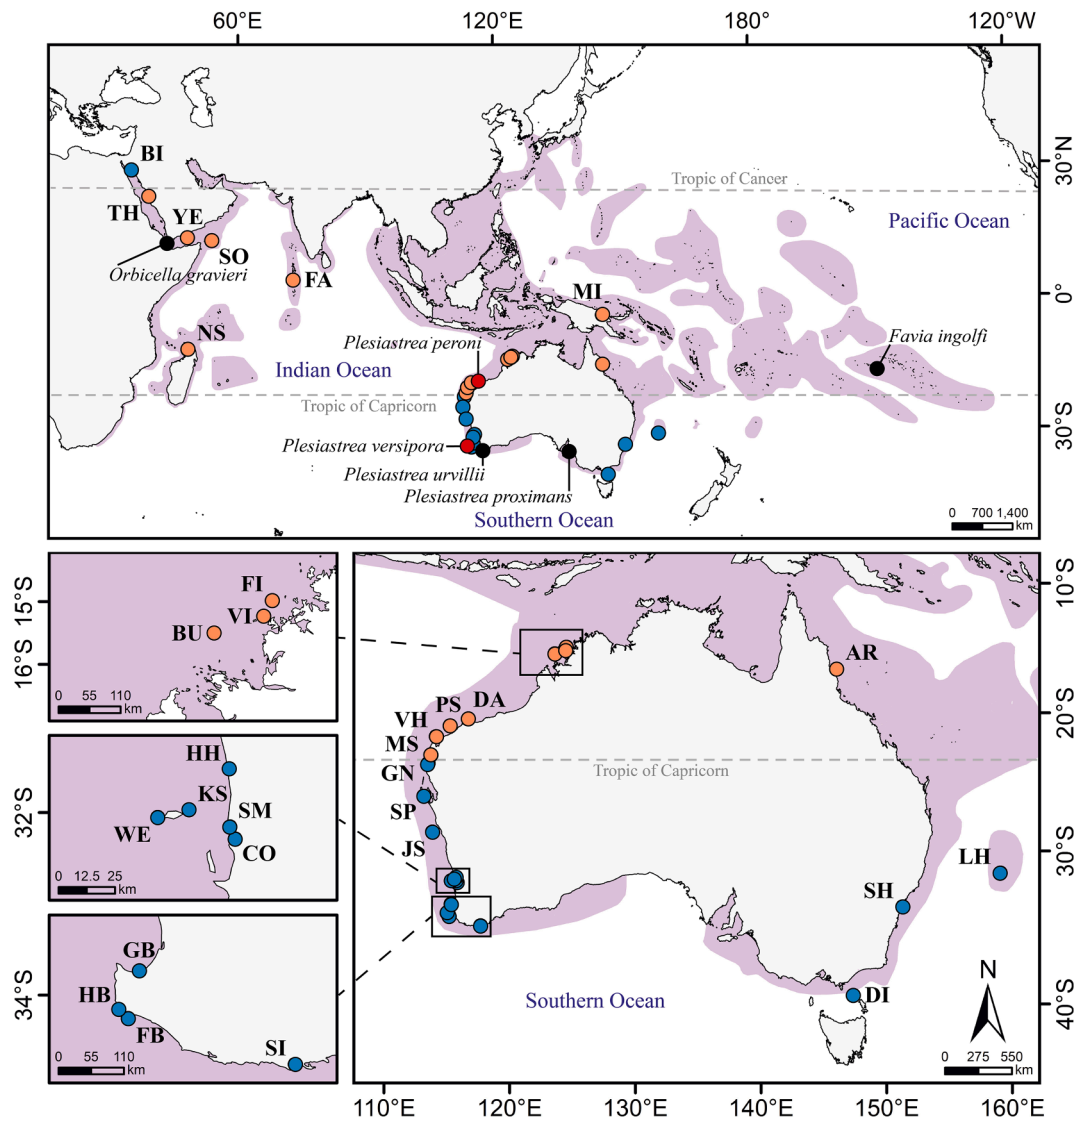 60°E 120°E 180° 120°W
BI
30°N
Tropic of Cancer
TH
YE
Pacific Ocean
SO
Orbicella gravieri
FA
0°
MI
NS
Plesiastrea peroni
Favia ingolfi
Indian Ocean
Tropic of Capricorn
30°S
Plesiastrea versipora
Plesiastrea urvillii
Plesiastrea proximans
Southern Ocean
0 700 1,400
km
FI
VI
BU
15°S
16°S
0 55 110
km
HH
KS
SM
WE
CO
32°S
0 12.5 25
km
GB
HB
FB
SI
34°S
0 55 110
km
10°S
AR
PS DA
VH
20°S
MS
GN
Tropic of Capricorn
SP
JS
30°S
LH
SH
N
Southern Ocean
DI
40°S
0 275 550
km
110°E 120°E 130°E 140°E 150°E 160°E